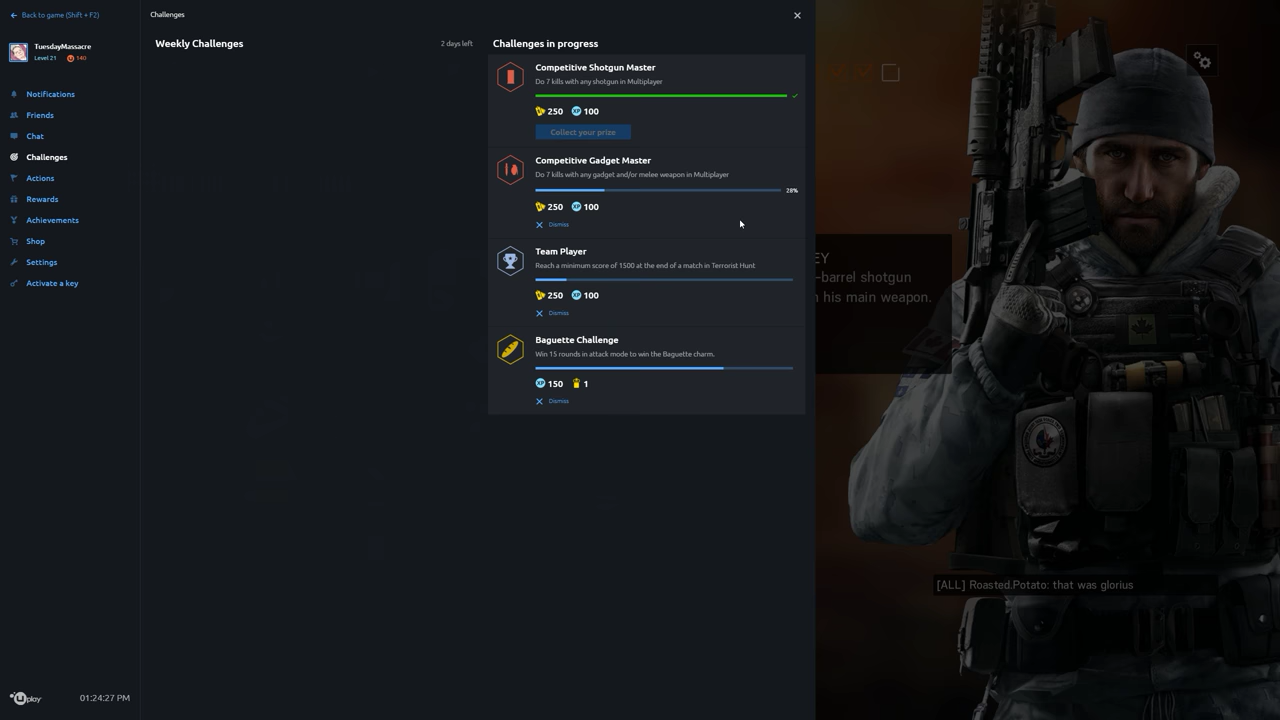 Back to game (Shift + F2)
TuesdayMassacre
Level 21 140
Notifications
Friends
Chat
Challenges
Actions
Rewards
Achievements
Shop
Settings
Activate a key
uplay
01:24:27 PM
Challenges
Weekly Challenges
2 days left
Challenges in progress
Competitive Shotgun Master
Do 7 kills with any shotgun in Multiplayer
250 XP 100
Collect your prize
Competitive Gadget Master
Do 7 kills with any gadget and/or melee weapon in Multiplayer
28%
250 XP 100
Dismiss
Team Player
Reach a minimum score of 1500 at the end of a match in Terrorist Hunt
250 XP 100
Dismiss
Baguette Challenge
Win 15 rounds in attack mode to win the Baguette charm.
XP 150 1
Dismiss
EY
-barrel shotgun
his main weapon.
[ALL] Roasted.Potato: that was glorius